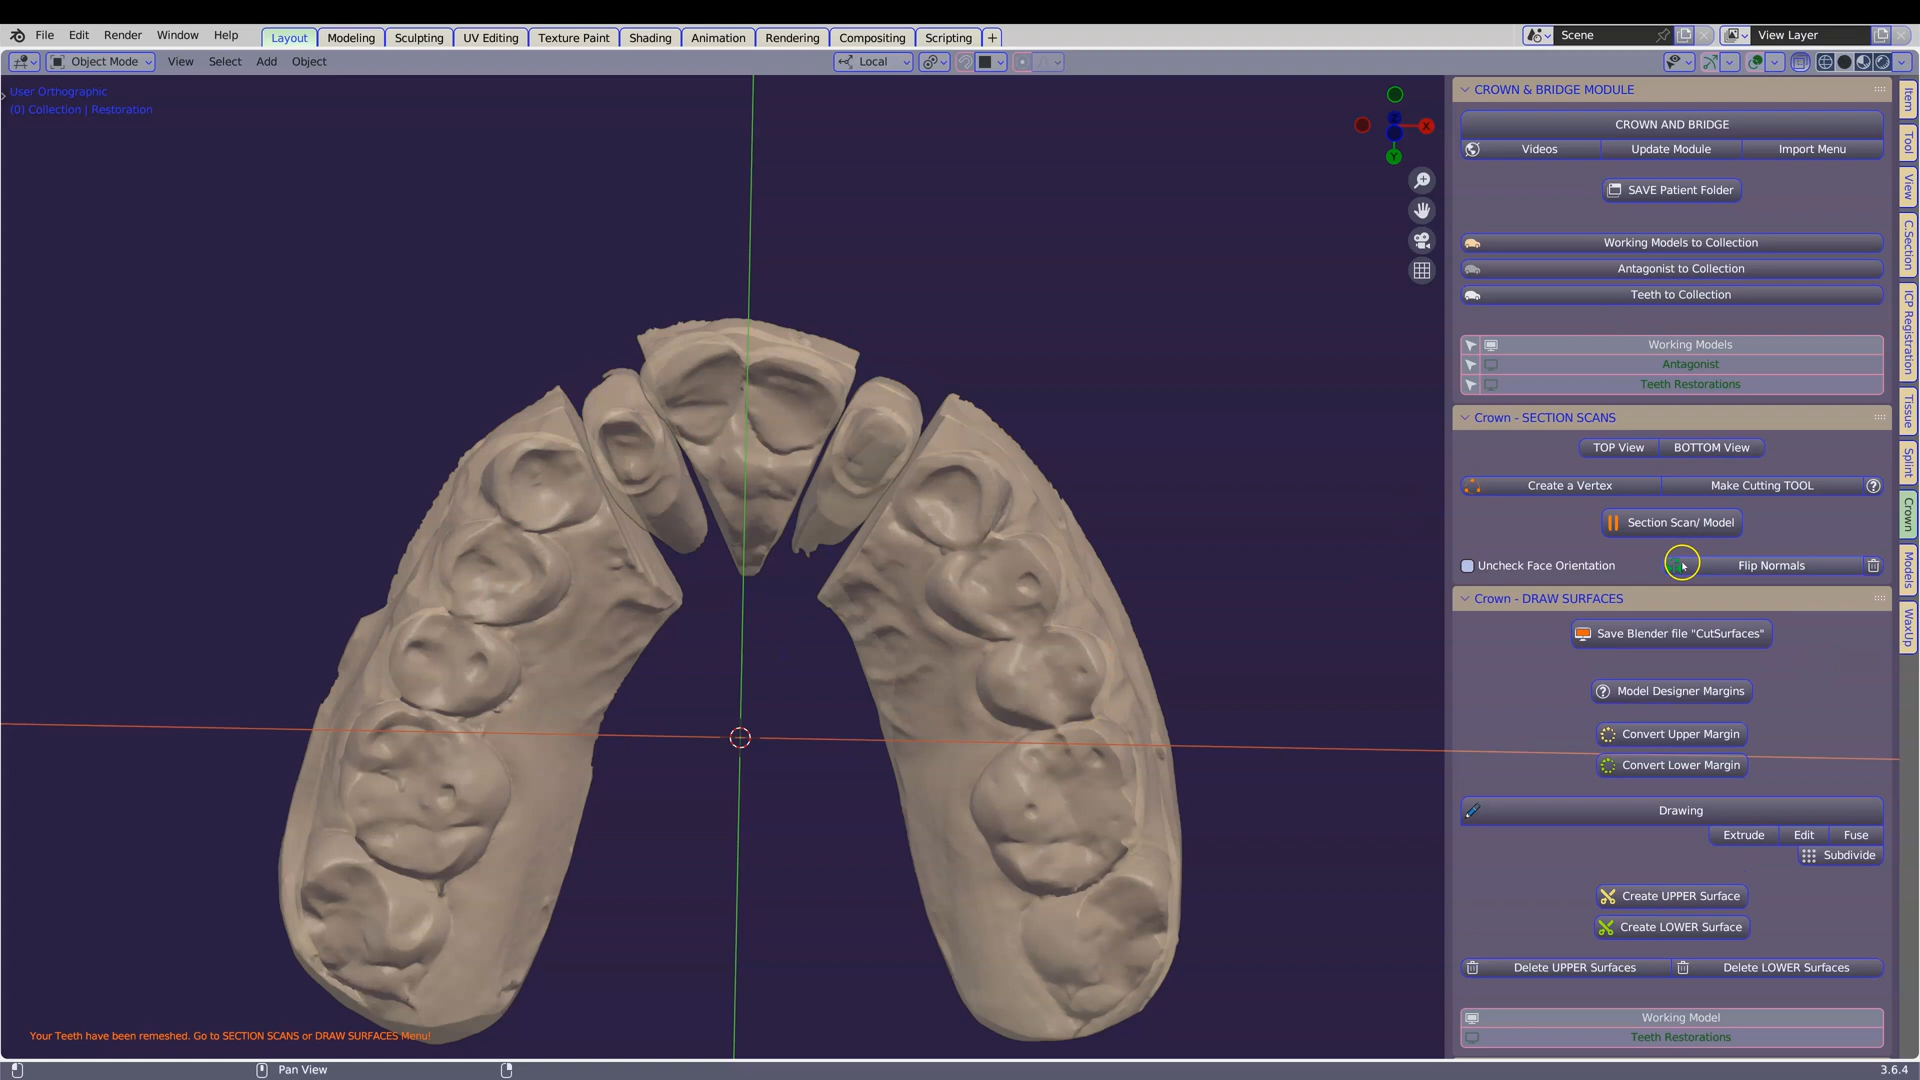 File Edit Render Window Help Layout Modeling Sculpting UV Editing Texture Paint Shading Animation Rendering Compositing Scripting + Scene View Layer
Object Mode View Select Add Object Local
User Orthographic
(0) Collection | Restoration
X
Y
Z
CROWN & BRIDGE MODULE
CROWN AND BRIDGE
Videos Update Module Import Menu
SAVE Patient Folder
Working Models to Collection
Antagonist to Collection
Teeth to Collection
Working Models
Antagonist
Teeth Restorations
Crown - SECTION SCANS
TOP View BOTTOM View
Create a Vertex Make Cutting TOOL ?
Section Scan/ Model
Uncheck Face Orientation Flip Normals
Crown - DRAW SURFACES
Save Blender file "CutSurfaces"
? Model Designer Margins
Convert Upper Margin
Convert Lower Margin
Drawing
Extrude Edit Fuse
Subdivide
Create UPPER Surface
Create LOWER Surface
Delete UPPER Surfaces Delete LOWER Surfaces
Working Model
Teeth Restorations
Item
Tool
View
C.Section
ICP Registration
Tissue
Splint
Crown
Models
WaxUp
Your Teeth have been remeshed. Go to SECTION SCANS or DRAW SURFACES Menu!
Pan View
3.6.4